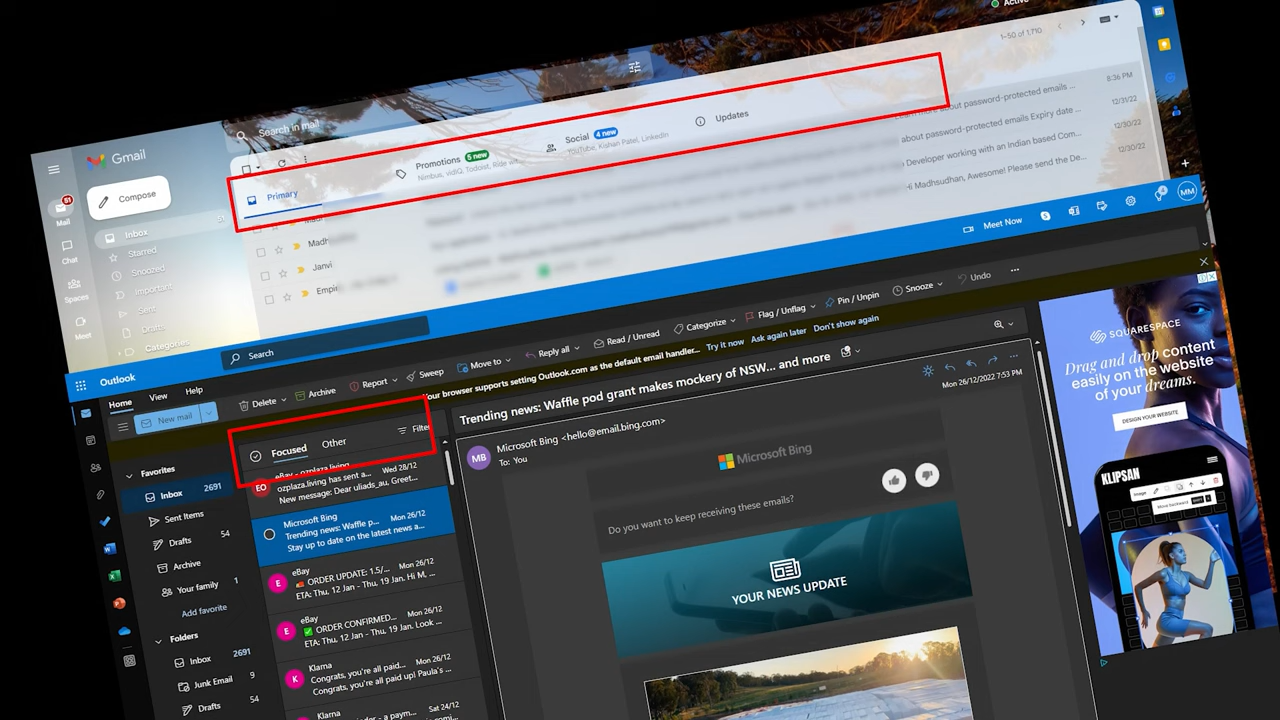 Active
1–50 of 1,710
Search in mail
Gmail
Compose
Mail
51
Chat
Spaces
Meet
Inbox
51
Starred
Snoozed
Important
Sent
Drafts
Categories
Primary
Promotions 5 new
Nimbus, vidIQ, Todoist, Ride
Social 4 new
YouTube, Kishan Patel, LinkedIn
Updates
more about password-protected emails ... 8:36 PM
about password-protected emails Expiry date ... 12/31/22
Developer working with an Indian based Com... 12/30/22
Hi Madhsudhan, Awesome! Please send the De... 12/30/22
Madh
Janvi
Empi
Outlook
Search
Meet Now
4
MM
Home
View
Help
New mail
Delete
Archive
Report
Sweep
Move to
Reply all
Read / Unread
Categorize
Flag / Unflag
Pin / Unpin
Snooze
Undo
Your browser supports setting Outlook.com as the default email handler... Try it now Ask again later Don't show again
Favorites
Inbox 2691
Sent Items
Drafts 54
Archive
Your family 1
Add favorite
Folders
Inbox 2691
Junk Email 9
Drafts 54
Focused
Other
Filter
EO
eBay - ozplaza.living
ozplaza.living has sent a... Wed 28/12
New message: Dear uliads_au, Greet...
Microsoft Bing
Trending news: Waffle p... Mon 26/12
Stay up to date on the latest news a...
E
eBay
ORDER UPDATE: 1.5/... Mon 26/12
ETA: Thu, 12 Jan - Thu, 19 Jan. Hi M, ...
E
eBay
ORDER CONFIRMED... Mon 26/12
ETA: Thu, 12 Jan - Thu, 19 Jan. Look ...
K
Klarna
Congrats, you're all paid... Mon 26/12
Congrats, you're all paid up! Paula's ...
Klarna
a paym... Sat 24/12
Trending news: Waffle pod grant makes mockery of NSW... and more
MB
Microsoft Bing <hello@email.bing.com>
To: You
Mon 26/12/2022 7:53 PM
Microsoft Bing
Do you want to keep receiving these emails?
YOUR NEWS UPDATE
SQUARESPACE
Drag and drop content
easily on the website
of your dreams.
DESIGN YOUR WEBSITE
KLIPSAN
Image
Move backward